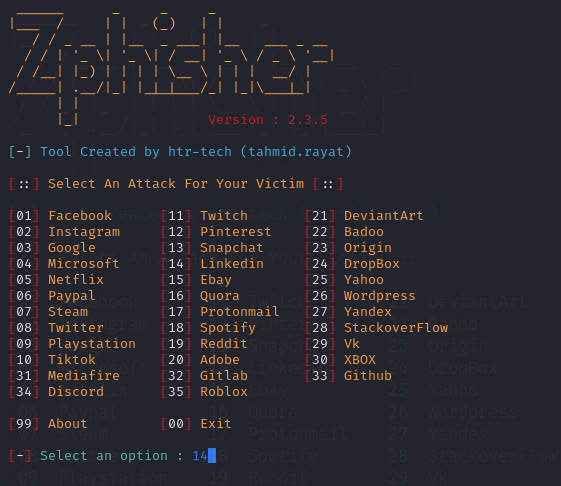 Zphisher
Version : 2.3.5
[-] Tool Created by htr-tech (tahmid.rayat)
[::] Select An Attack For Your Victim [::]
[01] Facebook [11] Twitch [21] DeviantArt
[02] Instagram [12] Pinterest [22] Badoo
[03] Google [13] Snapchat [23] Origin
[04] Microsoft [14] Linkedin [24] DropBox
[05] Netflix [15] Ebay [25] Yahoo
[06] Paypal [16] Quora [26] Wordpress
[07] Steam [17] Protonmail [27] Yandex
[08] Twitter [18] Spotify [28] StackoverFlow
[09] Playstation [19] Reddit [29] Vk
[10] Tiktok [20] Adobe [30] XBOX
[31] Mediafire [32] Gitlab [33] Github
[34] Discord [35] Roblox
[99] About [00] Exit
[-] Select an option : 14